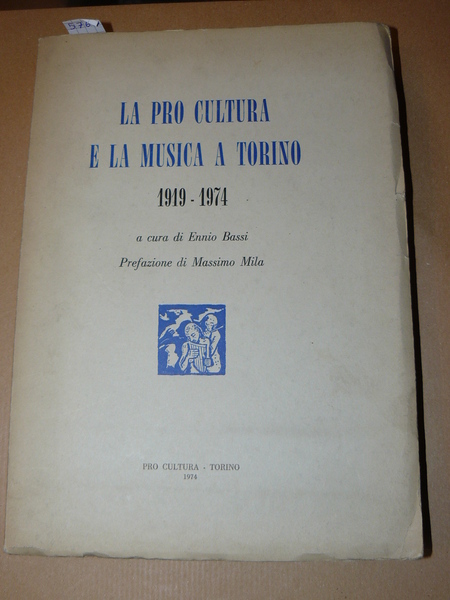 LA PRO CULTURA
E LA MUSICA A TORINO
1919 - 1974
a cura di Ennio Bassi
Prefazione di Massimo Mila
PRO CULTURA - TORINO
1974